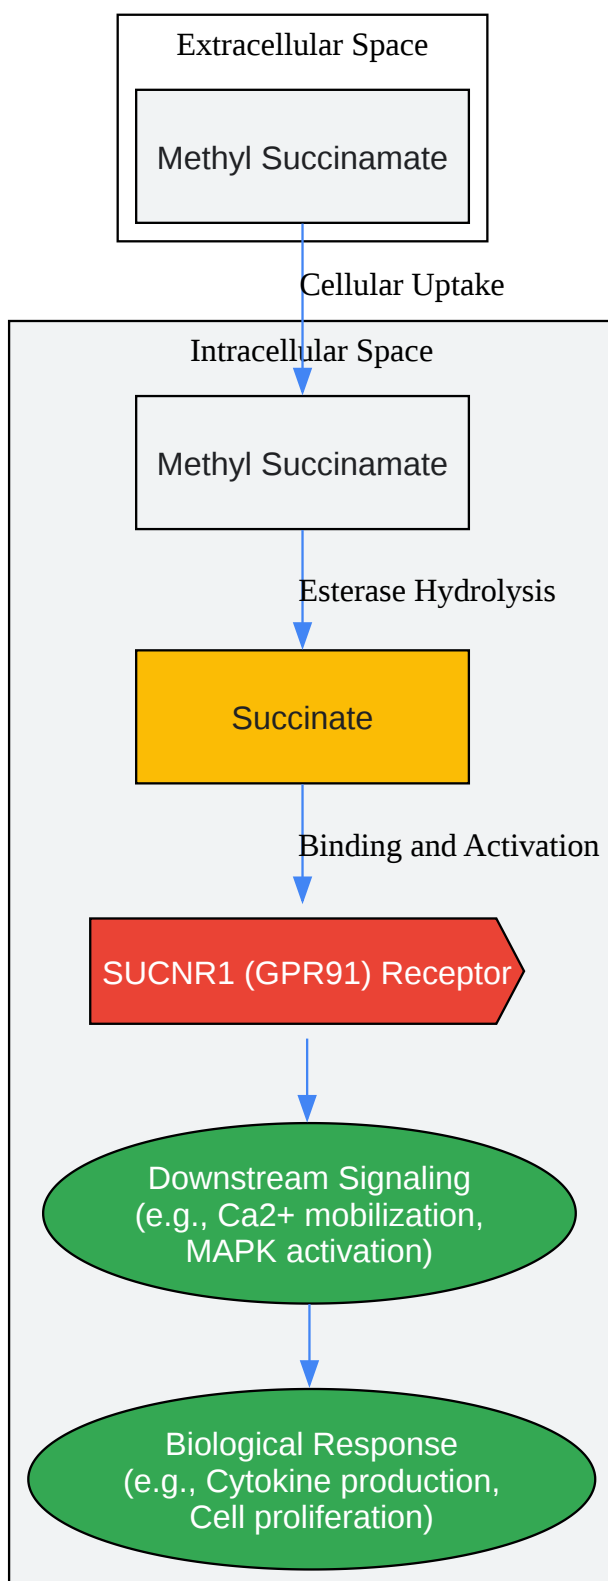 Extracellular Space
Methyl Succinamate
Cellular Uptake
Intracellular Space
Methyl Succinamate
Esterase Hydrolysis
Succinate
Binding and Activation
SUCNR1 (GPR91) Receptor
Downstream Signaling
(e.g., Ca2+ mobilization,
MAPK activation)
Biological Response
(e.g., Cytokine production,
Cell proliferation)